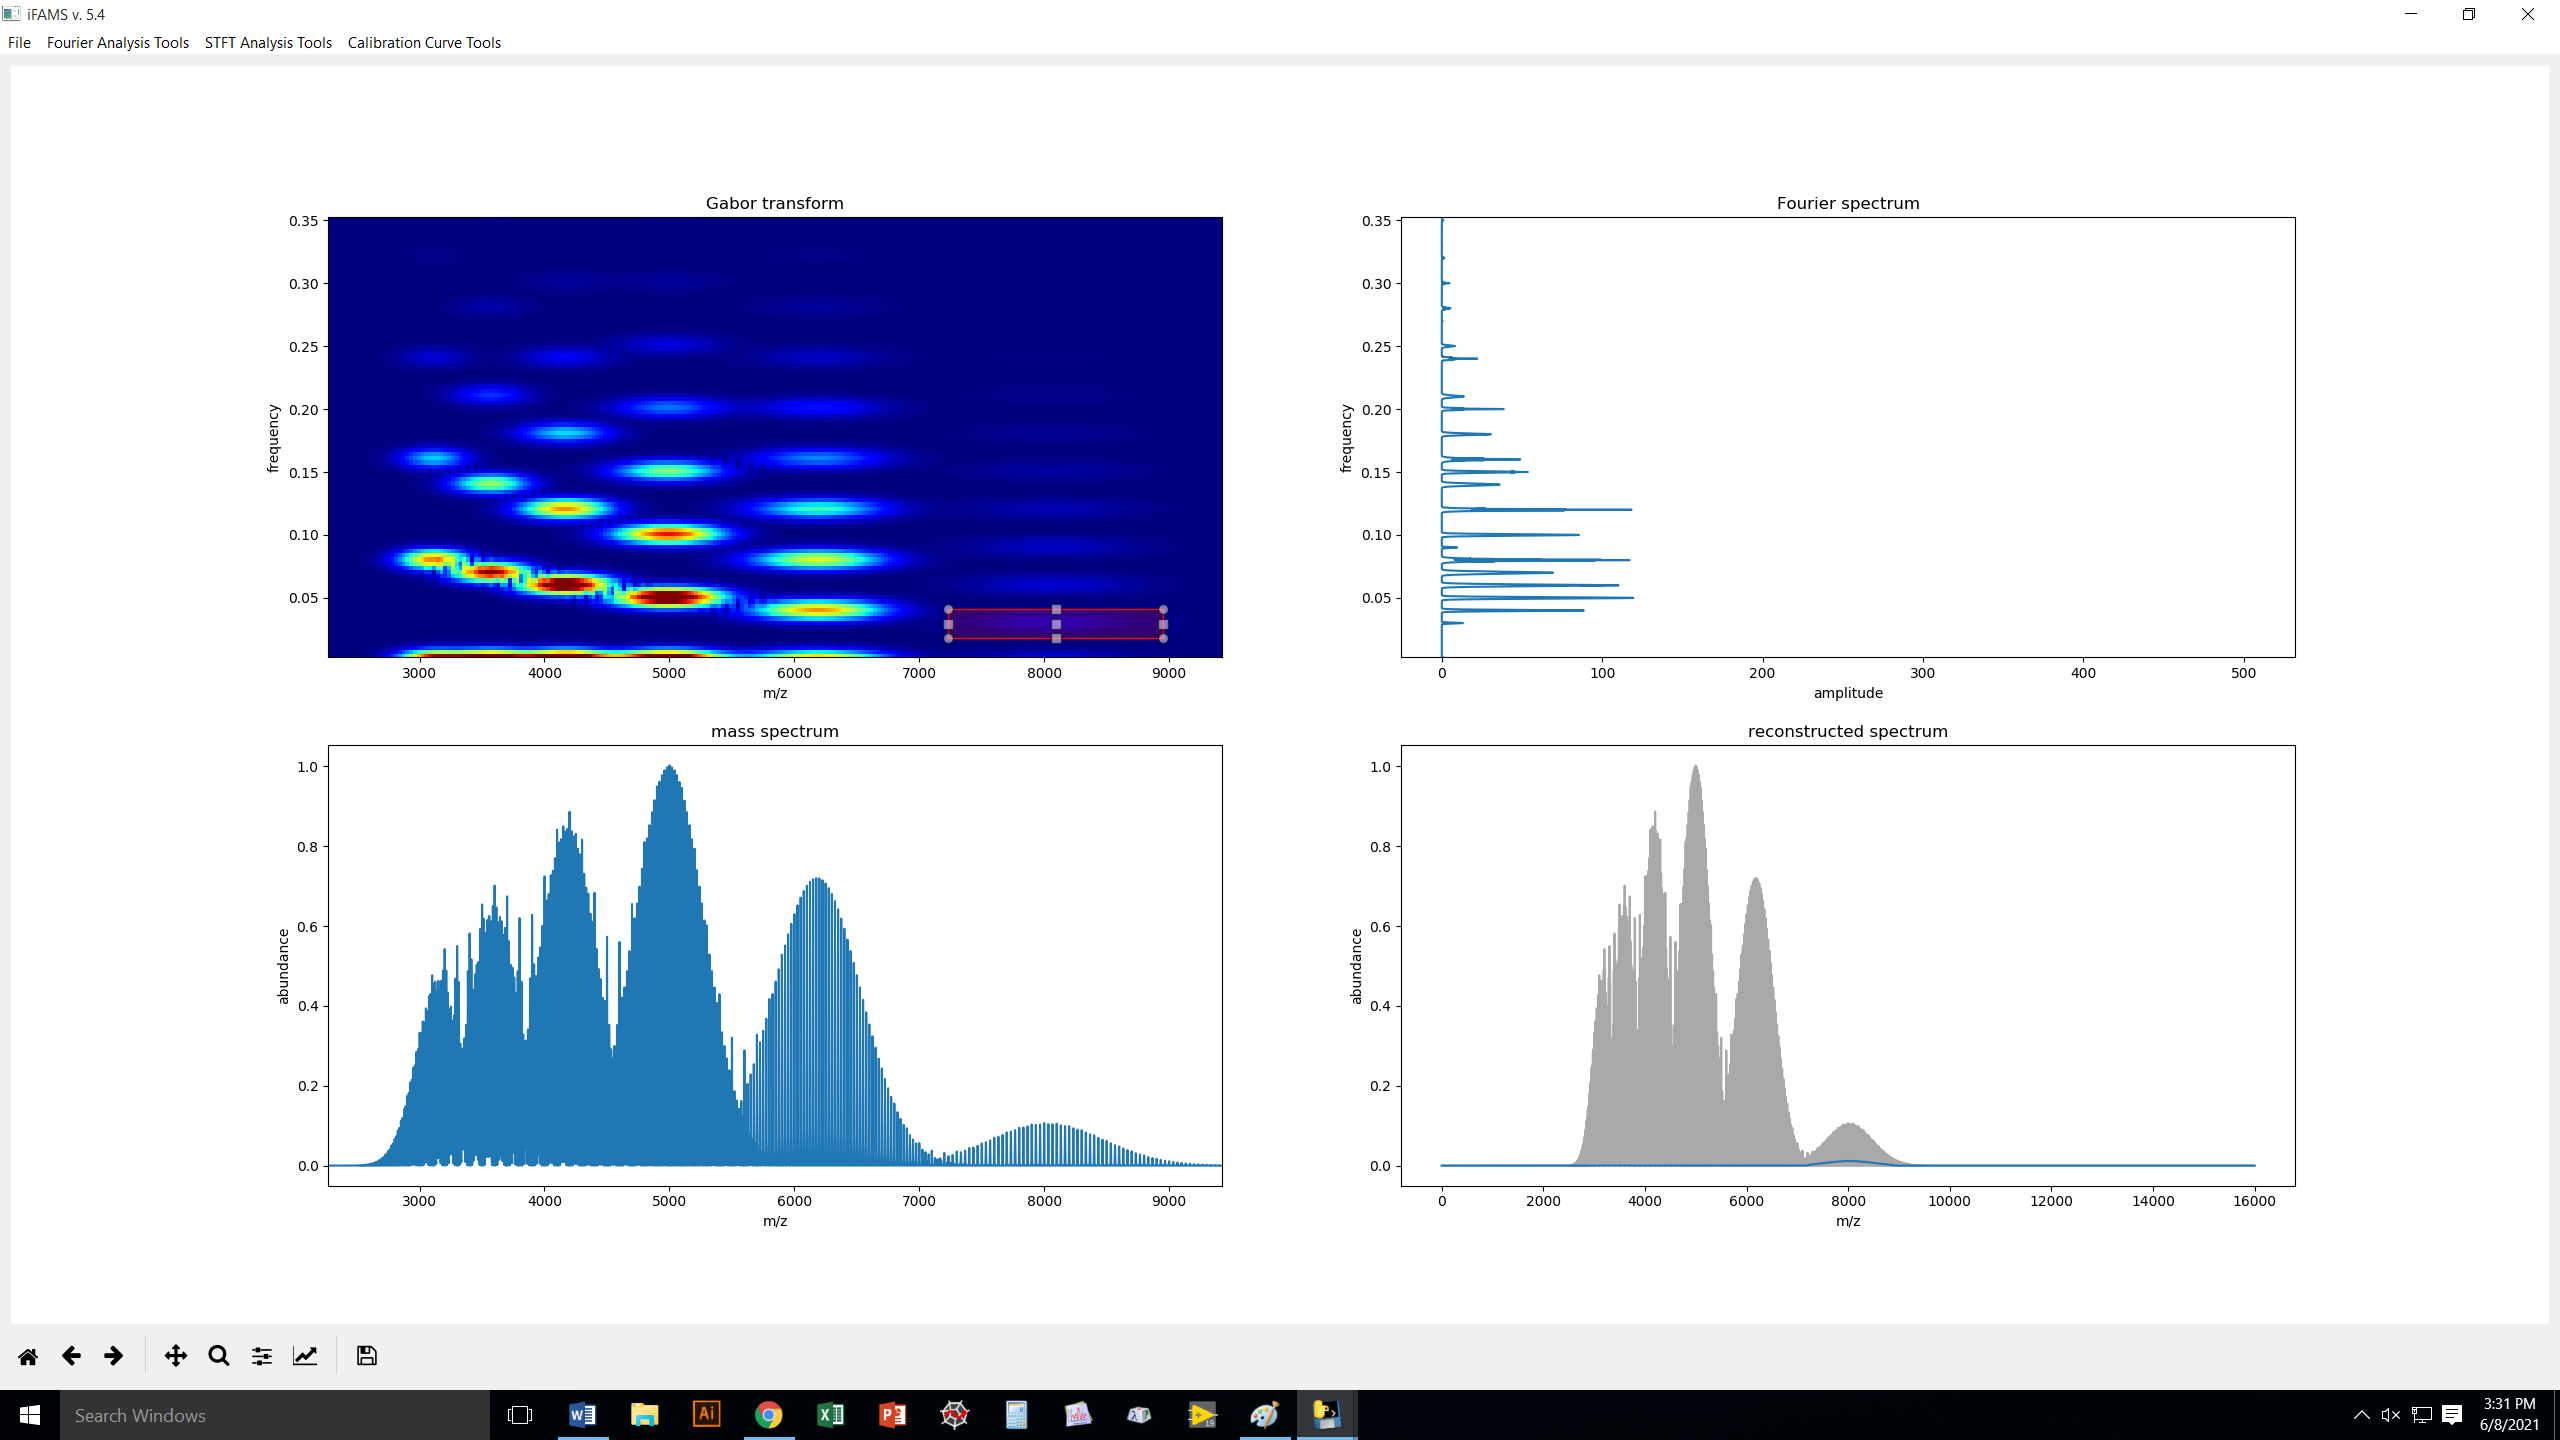 iFAMS v. 5.4
File Fourier Analysis Tools STFT Analysis Tools Calibration Curve Tools
Gabor transform
0.35
0.30
0.25
0.20
0.15
0.10
0.05
frequency
3000 4000 5000 6000 7000 8000 9000
m/z
Fourier spectrum
0.35
0.30
0.25
0.20
0.15
0.10
0.05
frequency
0 100 200 300 400 500
amplitude
mass spectrum
1.0
0.8
0.6
0.4
0.2
0.0
abundance
3000 4000 5000 6000 7000 8000 9000
m/z
reconstructed spectrum
1.0
0.8
0.6
0.4
0.2
0.0
abundance
0 2000 4000 6000 8000 10000 12000 14000 16000
m/z
Search Windows
Ai
19
3:31 PM
6/8/2021